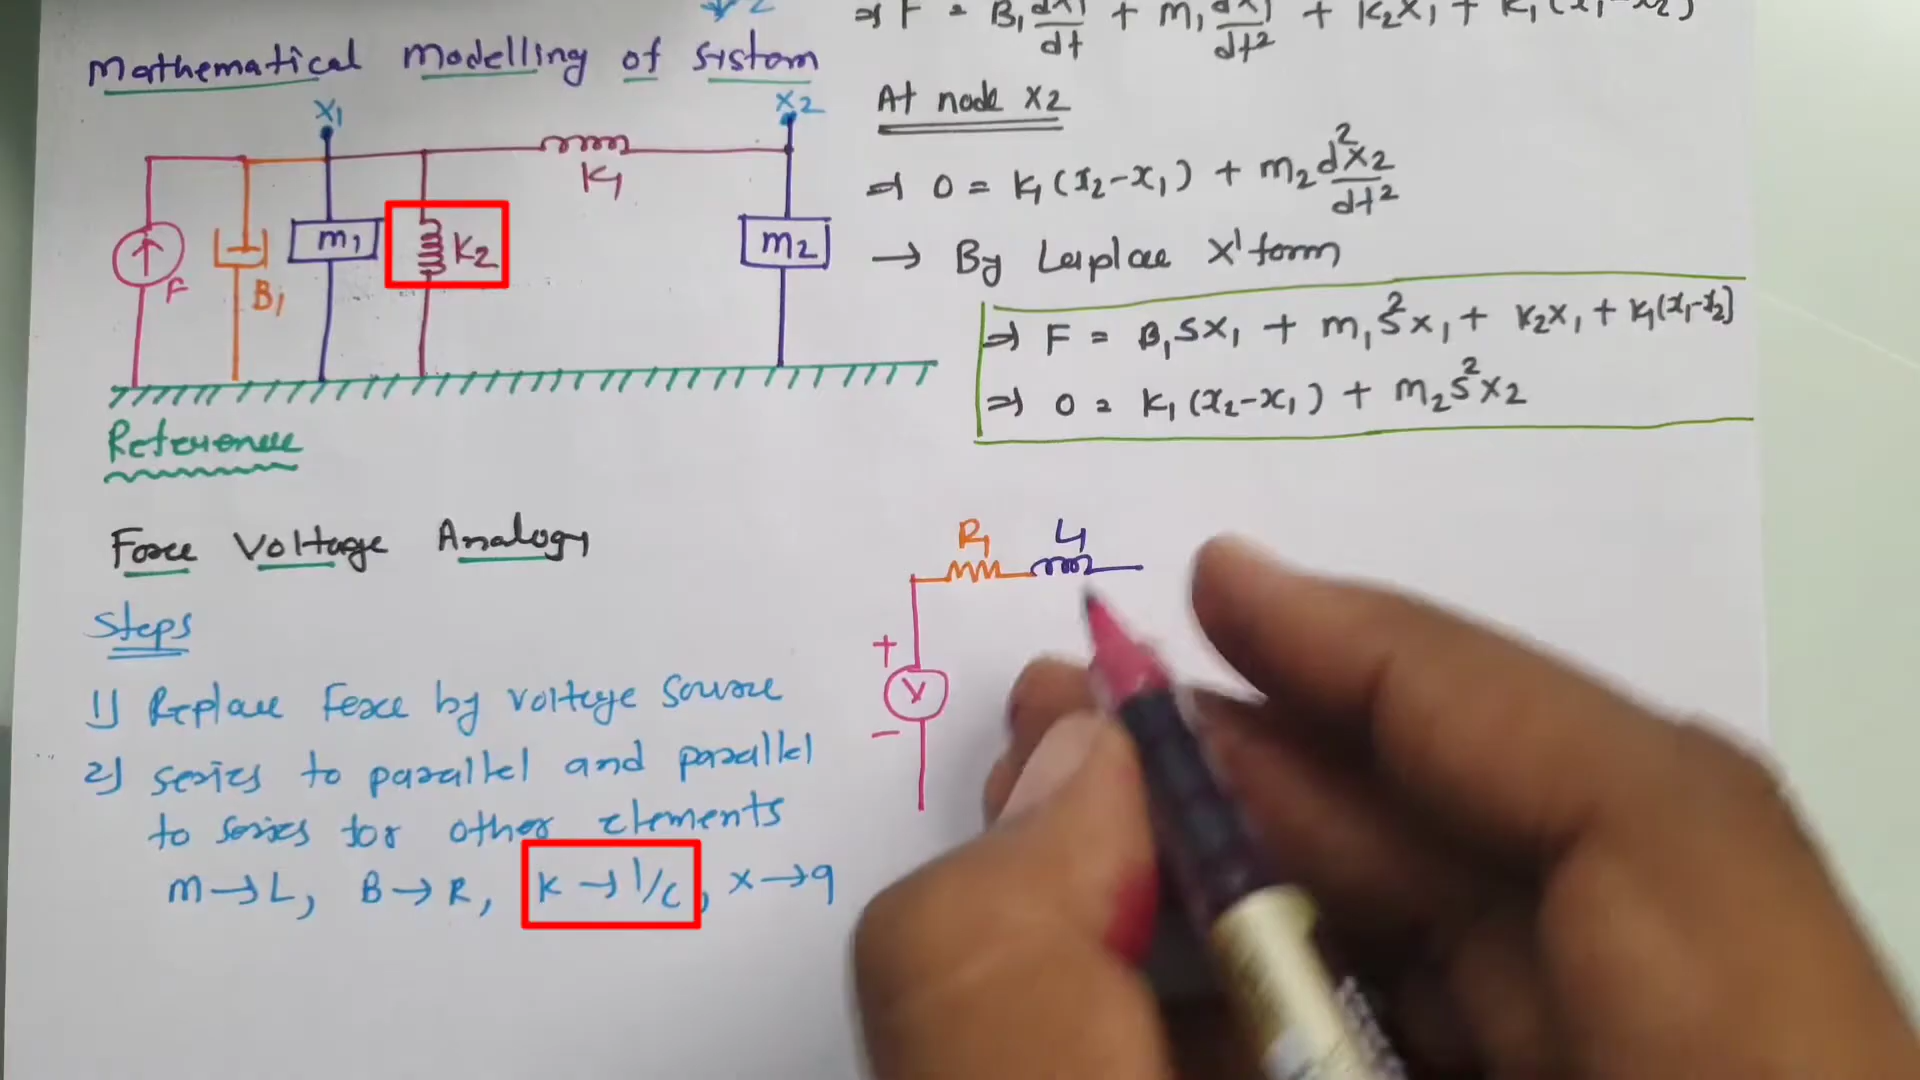 ⇒ F = B₁ dx₁/dt + m₁ dx₁/dt² + K₂x₁ + K₁(x₁-x₂)
Mathematical Modelling of sistam
X₁
X₂
K₁
F
B₁
m₁
K₂
m₂
Reference
At node x2
⇒ 0 = K₁(x₂-x₁) + m₂ d²x₂/dt²
→ By Laplace X'form
⇒ F = B₁Sx₁ + m₁S²x₁ + K₂x₁ + K₁(x₁-x₂]
⇒ 0 = K₁(x₂-x₁) + m₂S²x₂
Force Voltage Analogy
Steps
1) Replace Force by voltage source
2) series to parallel and parallel
to series for other elements
m→L, B→R, K→1/C, x→q
R₁
L₁
+
V
−